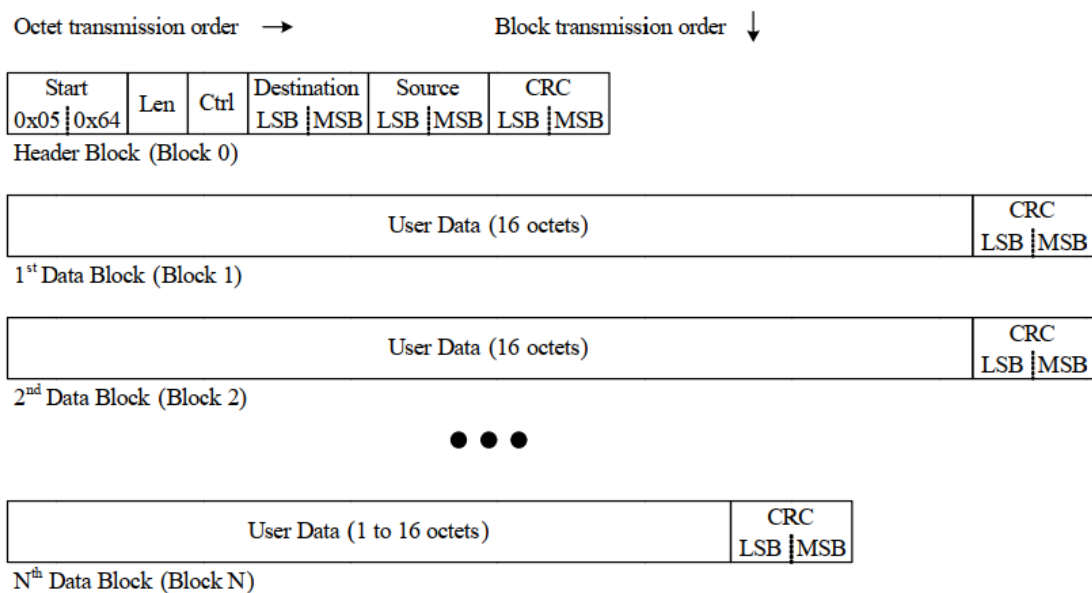 Octet transmission order → Block transmission order ↓
Start Len Ctrl Destination Source CRC
0x05 0x64 LSB MSB LSB MSB LSB MSB
Header Block (Block 0)
User Data (16 octets) CRC
LSB MSB
1st Data Block (Block 1)
User Data (16 octets) CRC
LSB MSB
2nd Data Block (Block 2)
User Data (1 to 16 octets) CRC
LSB MSB
Nth Data Block (Block N)